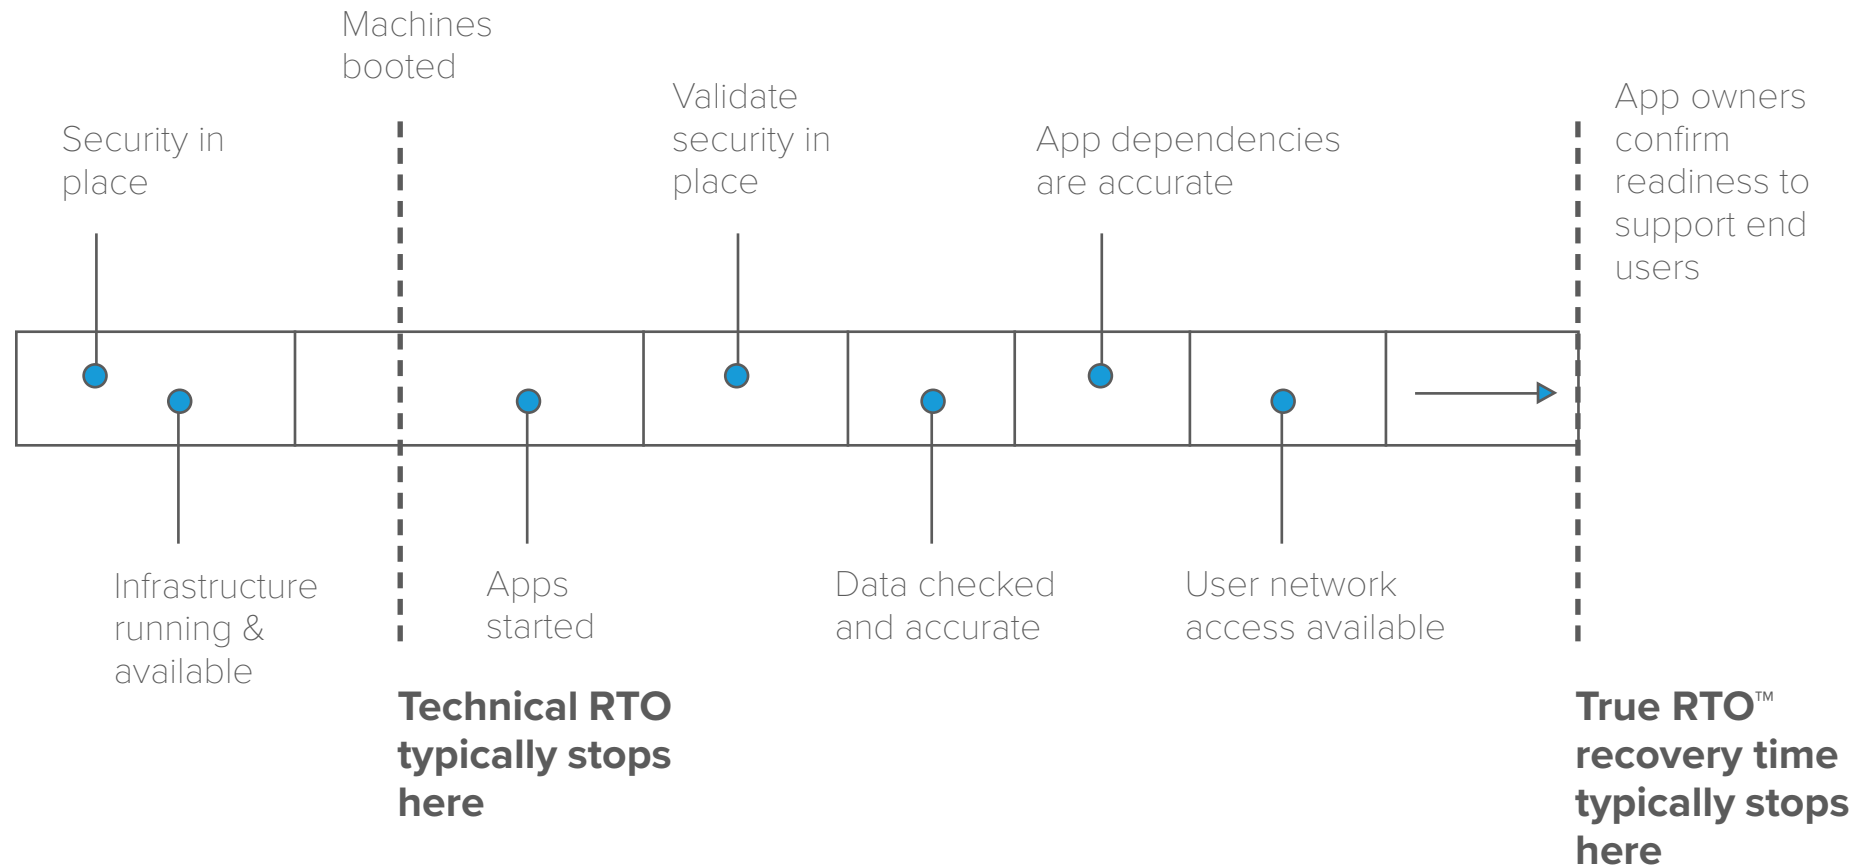 Machines
booted
Security in
place
Validate
security in
place
App dependencies
are accurate
App owners
confirm
readiness to
support end
users
Infrastructure
running &
available
Apps
started
Data checked
and accurate
User network
access available
Technical RTO
typically stops
here
True RTO™
recovery time
typically stops
here